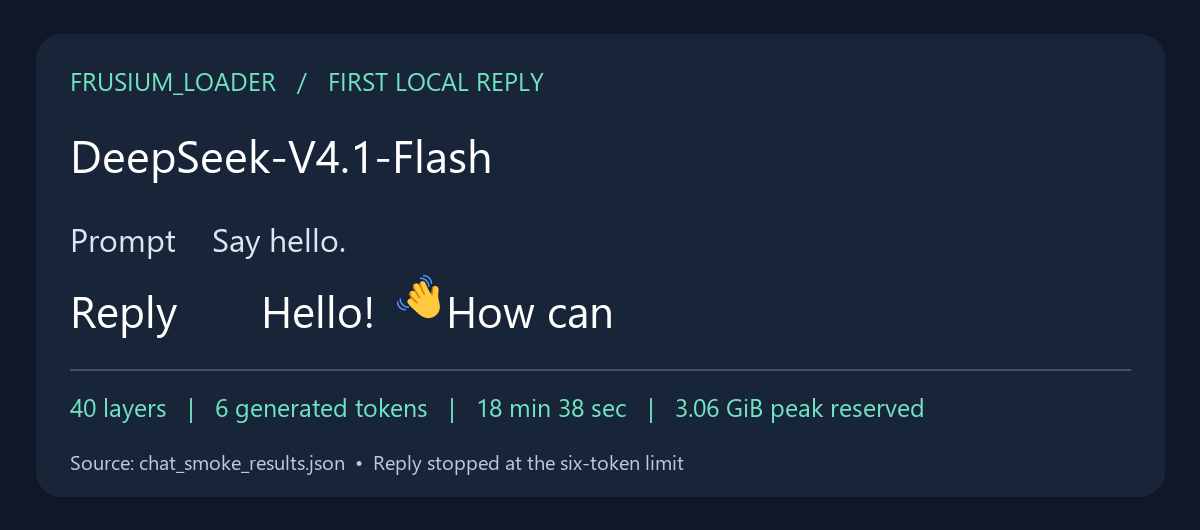 FRUSIUM_LOADER / FIRST LOCAL REPLY
DeepSeek-V4.1-Flash
Prompt Say hello.
Reply Hello! 👋 How can
40 layers | 6 generated tokens | 18 min 38 sec | 3.06 GiB peak reserved
Source: chat_smoke_results.json • Reply stopped at the six-token limit